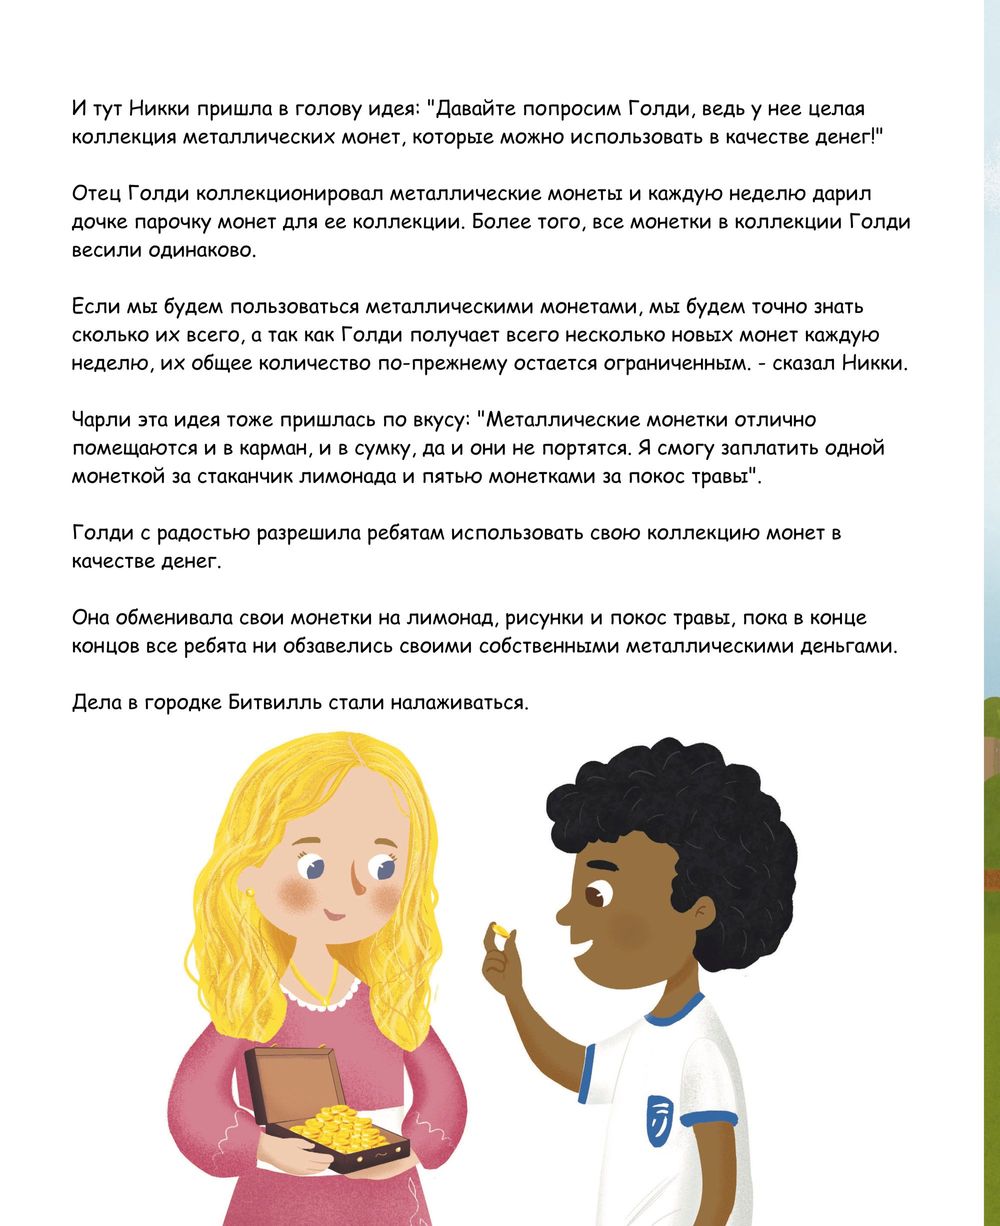 И тут Никки пришла в голову идея: "Давайте попросим Голди, ведь у нее целая
коллекция металлических монет, которые можно использовать в качестве денег!"
Отец Голди коллекционировал металлические монеты и каждую неделю дарил
дочке парочку монет для ее коллекции. Более того, все монетки в коллекции Голди
весили одинаково.
Если мы будем пользоваться металлическими монетами, мы будем точно знать
сколько их всего, а так как Голди получает всего несколько новых монет каждую
неделю, их общее количество по-прежнему остается ограниченным. - сказал Никки.
Чарли эта идея тоже пришлась по вкусу: "Металлические монетки отлично
помещаются и в карман, и в сумку, да и они не портятся. Я смогу заплатить одной
монеткой за стаканчик лимонада и пятью монетками за покос травы".
Голди с радостью разрешила ребятам использовать свою коллекцию монет в
качестве денег.
Она обменивала свои монетки на лимонад, рисунки и покос травы, пока в конце
концов все ребята ни обзавелись своими собственными металлическими деньгами.
Дела в городке Битвилль стали налаживаться.